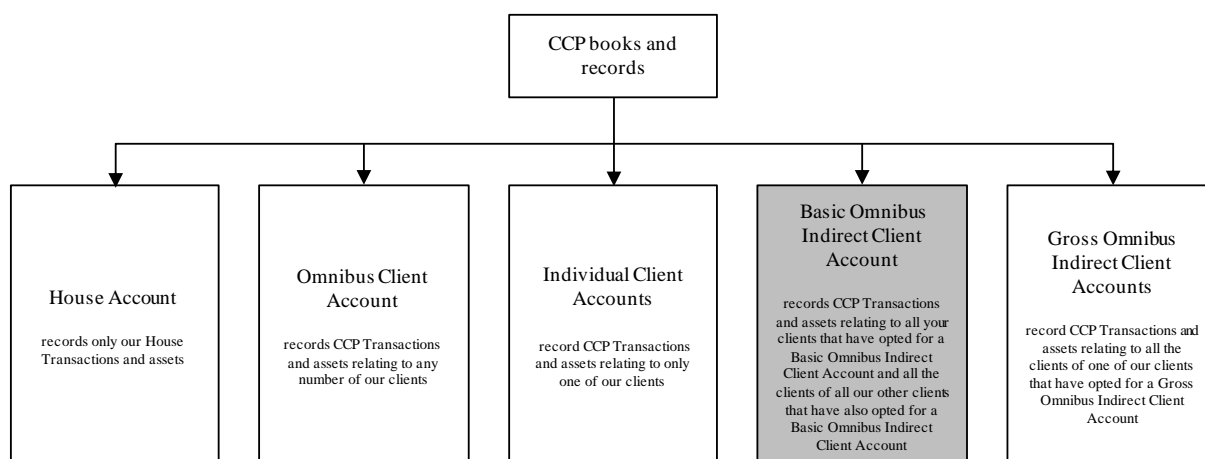 CCP books and
records
House Account
records only our House
Transactions and assets
Omnibus Client
Account
records CCP Transactions
and assets relating to any
number of our clients
Individual Client
Accounts
record CCP Transactions
and assets relating to only
one of our clients
Basic Omnibus
Indirect Client
Account
records CCP Transactions
and assets relating to all your
clients that have opted for a
Basic Omnibus Indirect
Client Account and all the
clients of all our other clients
that have also opted for a
Basic Omnibus Indirect
Client Account
Gross Omnibus
Indirect Client
Accounts
record CCP Transactions and
assets relating to all the
clients of one of our clients
that have opted for a Gross
Omnibus Indirect Client
Account